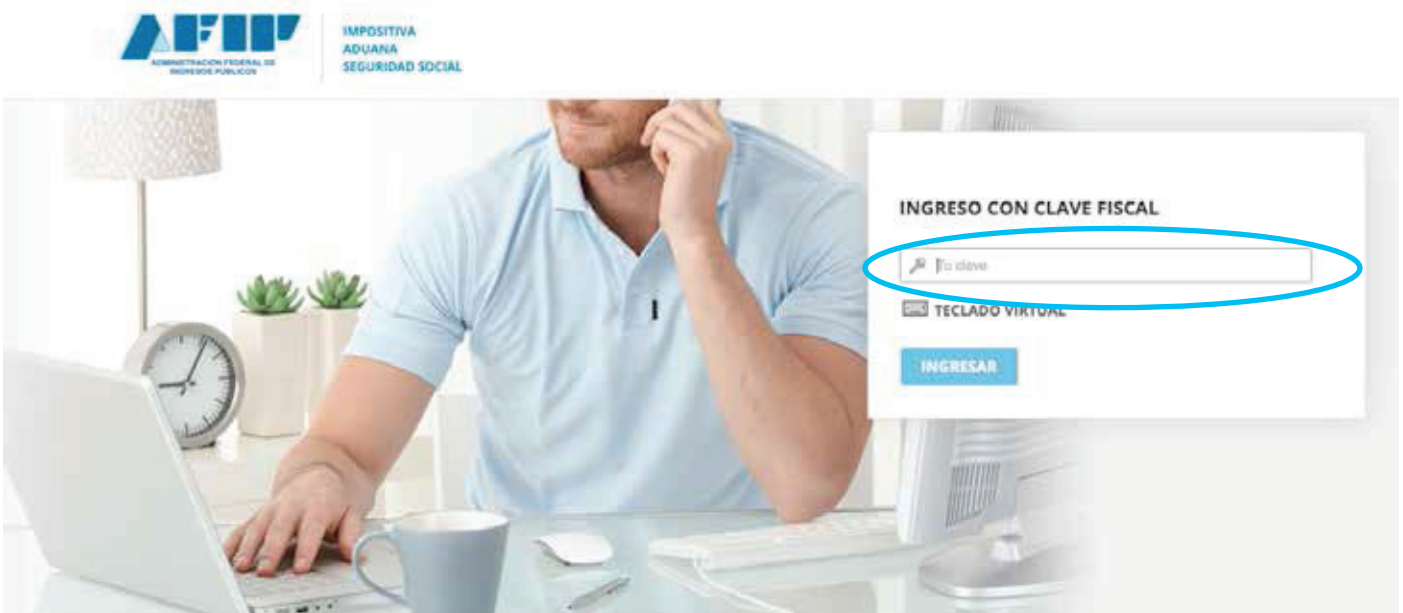 AFIP
ADMINISTRACION FEDERAL DE
INGRESOS PUBLICOS
IMPOSITIVA
ADUANA
SEGURIDAD SOCIAL
INGRESO CON CLAVE FISCAL
Tu clave
TECLADO VIRTUAL
INGRESAR